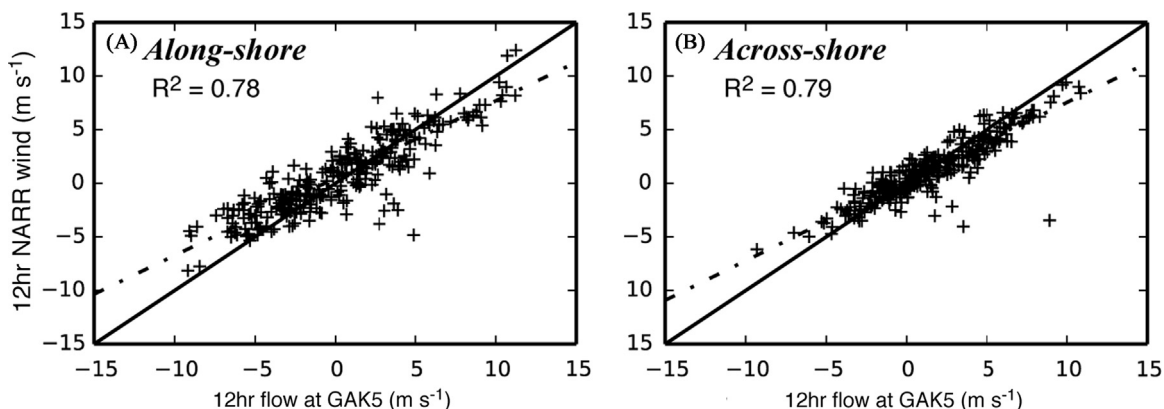 (A) Along-shore
R² = 0.78
15
10
5
0
−5
−10
−15
12hr NARR wind (m s⁻¹)
−15 −10 −5 0 5 10 15
12hr flow at GAK5 (m s⁻¹)
(B) Across-shore
R² = 0.79
15
10
5
0
−5
−10
−15
−15 −10 −5 0 5 10 15
12hr flow at GAK5 (m s⁻¹)